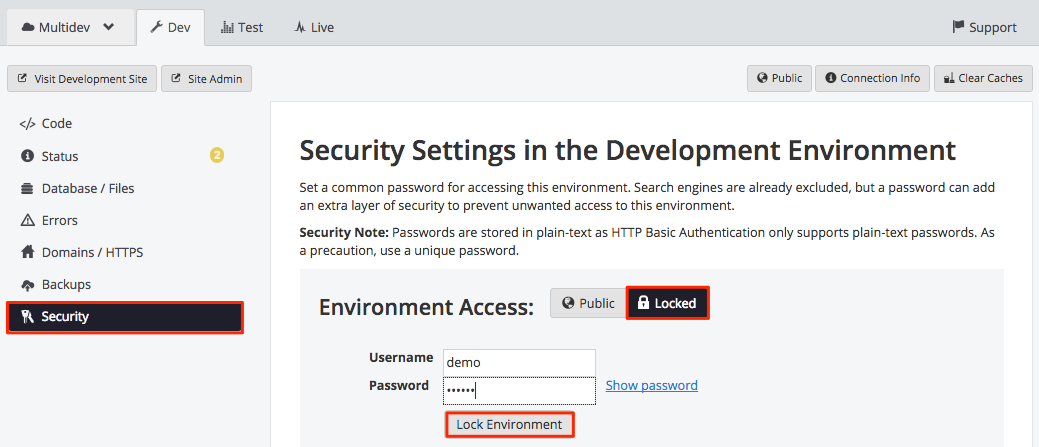 Multidev
Dev
Test
Live
Support
Visit Development Site
Site Admin
Public
Connection Info
Clear Caches
Code
Status
2
Database / Files
Errors
Domains / HTTPS
Backups
Security
Security Settings in the Development Environment
Set a common password for accessing this environment. Search engines are already excluded, but a password can add
an extra layer of security to prevent unwanted access to this environment.
Security Note: Passwords are stored in plain-text as HTTP Basic Authentication only supports plain-text passwords. As
a precaution, use a unique password.
Environment Access:
Public
Locked
Username
demo
Password
••••••
Show password
Lock Environment